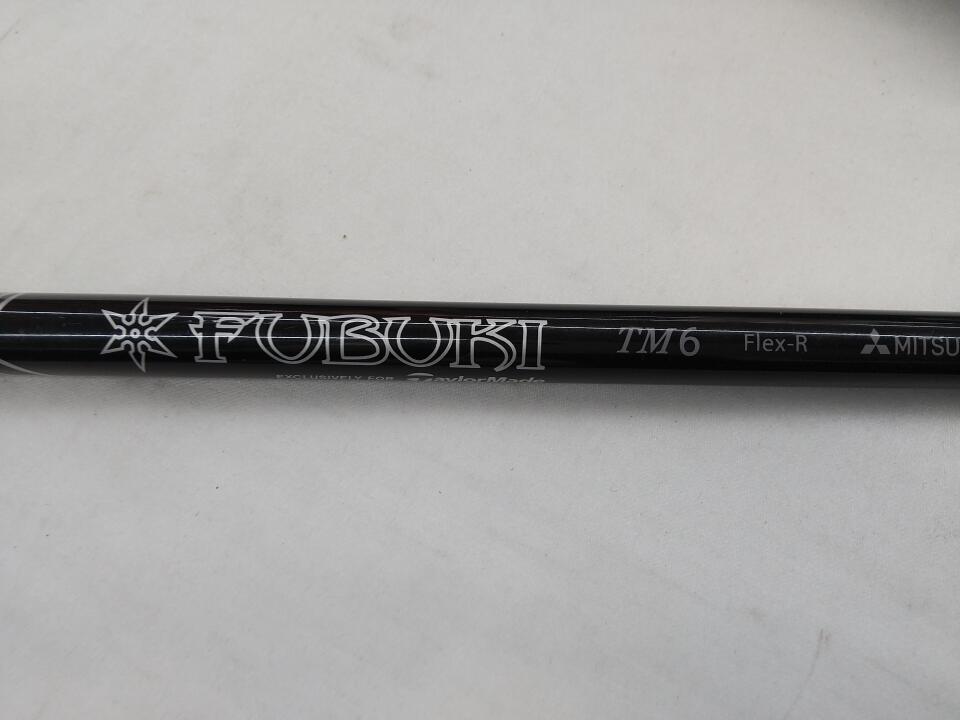 FUBUKI TM6 Flex-R MITSU
EXCLUSIVELY FOR TaylorMade